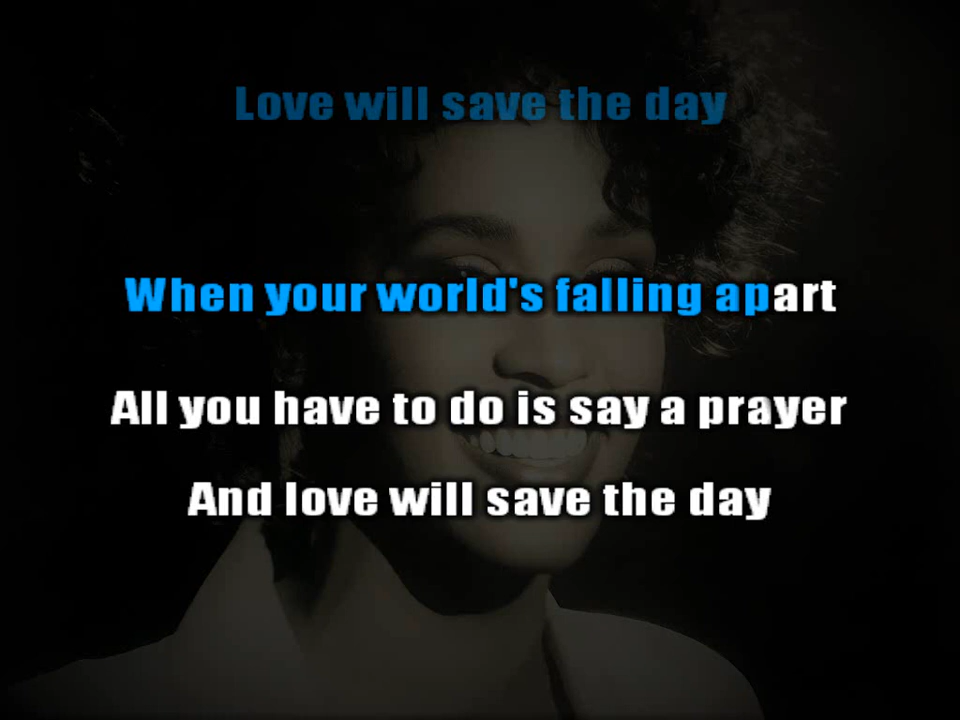 Love will save the day
When your world's falling apart
All you have to do is say a prayer
And love will save the day